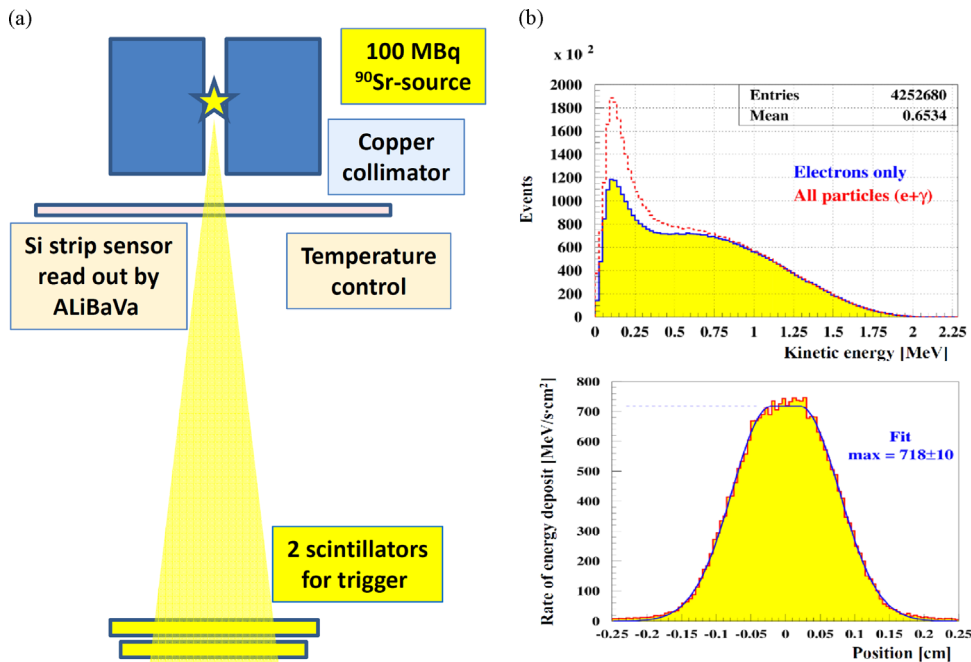 (a)
100 MBq
⁹⁰Sr-source
Copper
collimator
Si strip sensor
read out by
ALiBaVa
Temperature
control
2 scintillators
for trigger
(b)
x 10 2
Events
2000
1800
1600
1400
1200
1000
800
600
400
200
0
Entries 4252680
Mean 0.6534
Electrons only
All particles (e+γ)
0 0.25 0.5 0.75 1 1.25 1.5 1.75 2 2.25
Kinetic energy [MeV]
Rate of energy deposit [MeV/s·cm²]
800
700
600
500
400
300
200
100
0
Fit
max = 718±10
-0.25 -0.2 -0.15 -0.1 -0.05 0 0.05 0.1 0.15 0.2 0.25
Position [cm]